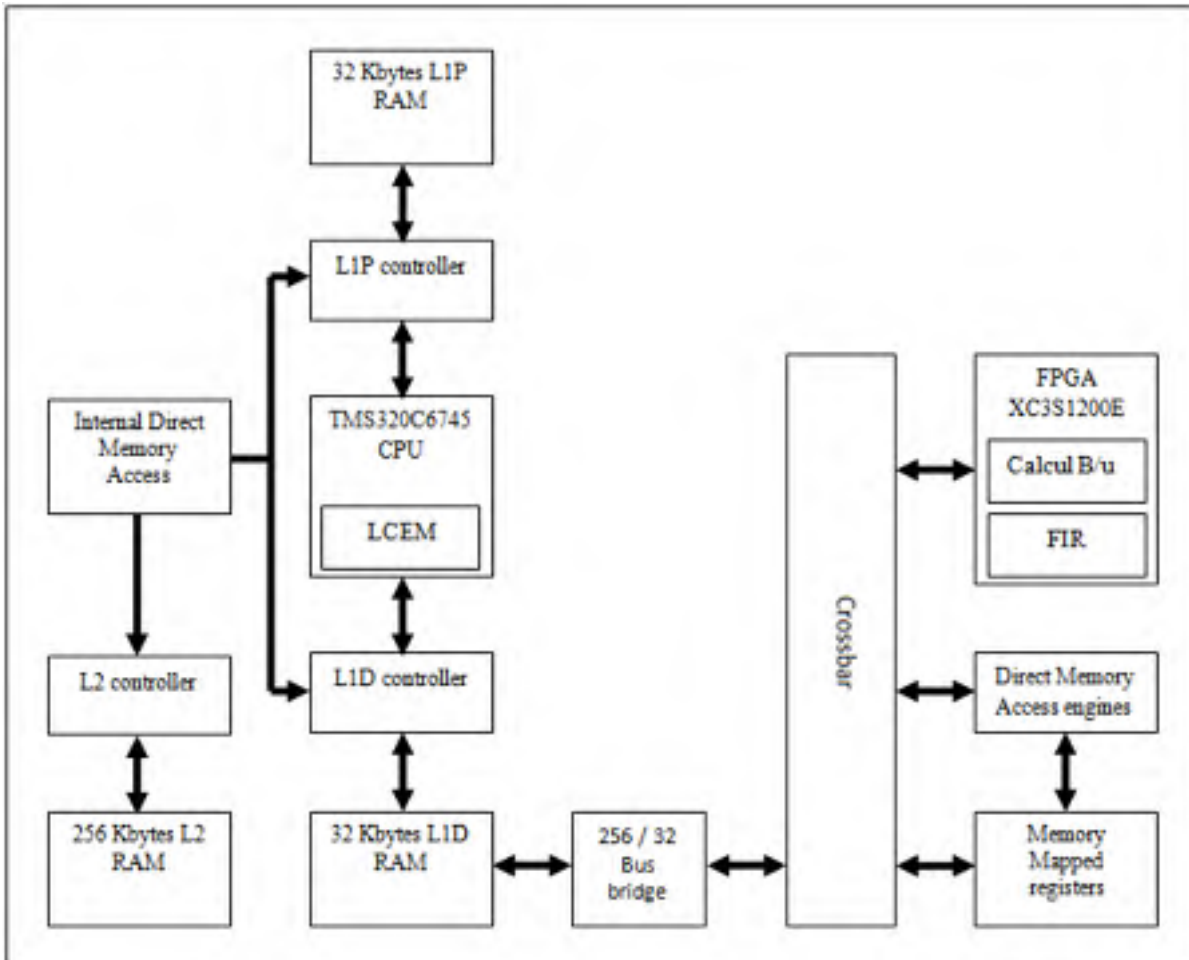 32 Kbytes L1P
RAM
L1P controller
TMS320C6745
CPU
LCEM
Internal Direct
Memory
Access
L2 controller
L1D controller
256 Kbytes L2
RAM
32 Kbytes L1D
RAM
256 / 32
Bus
bridge
Crossbar
FPGA
XC3S1200E
Calcul B/u
FIR
Direct Memory
Access engines
Memory
Mapped
registers